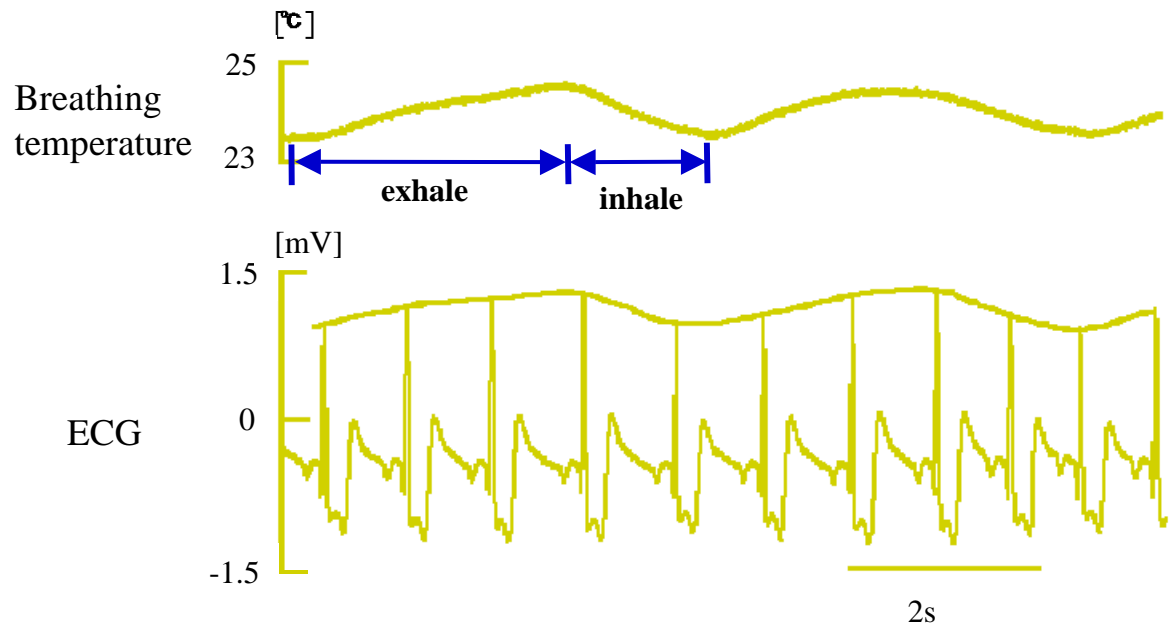 [℃]
25
Breathing
temperature
23
exhale
inhale
[mV]
1.5
0
ECG
-1.5
2s